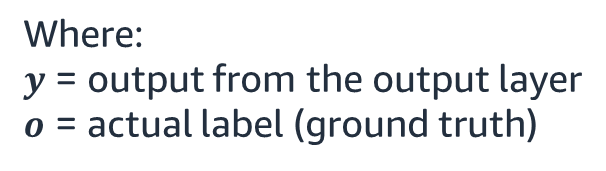 Where:
y = output from the output layer
o = actual label (ground truth)